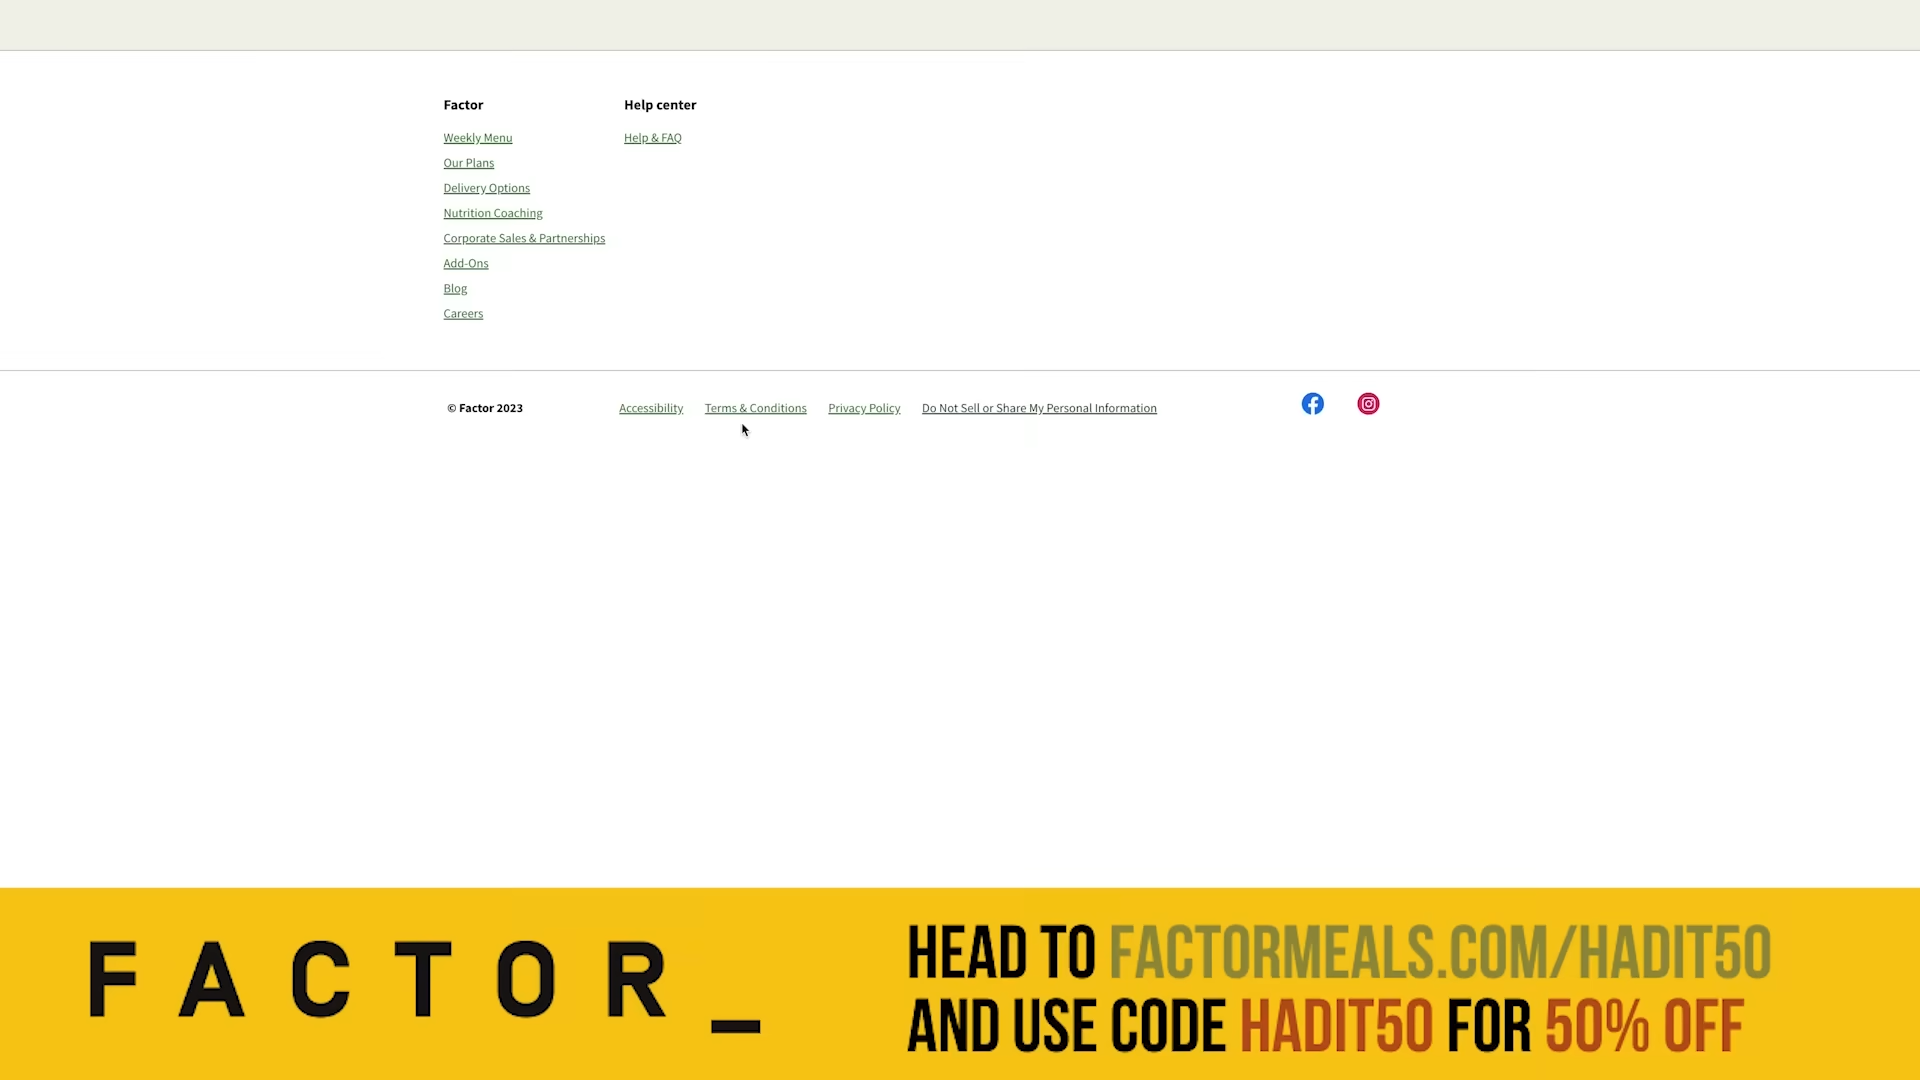 Factor
Weekly Menu
Our Plans
Delivery Options
Nutrition Coaching
Corporate Sales & Partnerships
Add-Ons
Blog
Careers
Help center
Help & FAQ
© Factor 2023
Accessibility
Terms & Conditions
Privacy Policy
Do Not Sell or Share My Personal Information
FACTOR_
HEAD TO FACTORMEALS.COM/HADIT50
AND USE CODE HADIT50 FOR 50% OFF